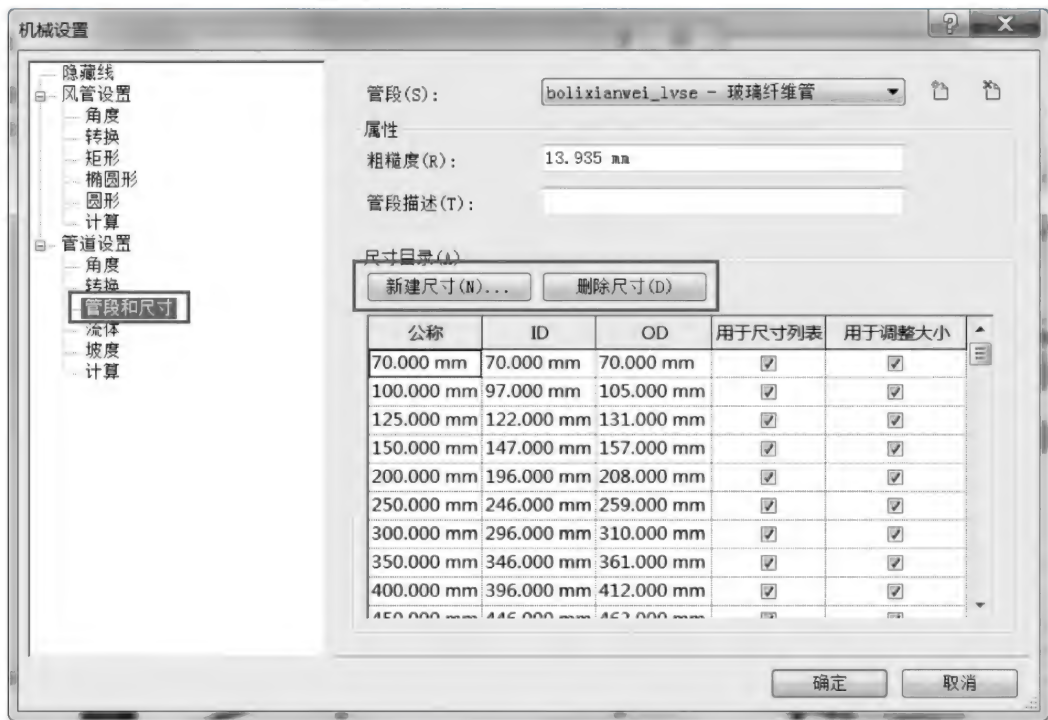 机械设置
隐藏线
风管设置
角度
转换
矩形
椭圆形
圆形
计算
管道设置
角度
转换
管段和尺寸
流体
坡度
计算
管段(S): bolixianwei_lvse - 玻璃纤维管
属性
粗糙度(R): 13.935 mm
管段描述(T):
尺寸目录(A)
新建尺寸(N)... 删除尺寸(D)
公称 ID OD 用于尺寸列表 用于调整大小
70.000 mm 70.000 mm 70.000 mm
100.000 mm 97.000 mm 105.000 mm
125.000 mm 122.000 mm 131.000 mm
150.000 mm 147.000 mm 157.000 mm
200.000 mm 196.000 mm 208.000 mm
250.000 mm 246.000 mm 259.000 mm
300.000 mm 296.000 mm 310.000 mm
350.000 mm 346.000 mm 361.000 mm
400.000 mm 396.000 mm 412.000 mm
450.000 mm 446.000 mm 462.000 mm
确定 取消